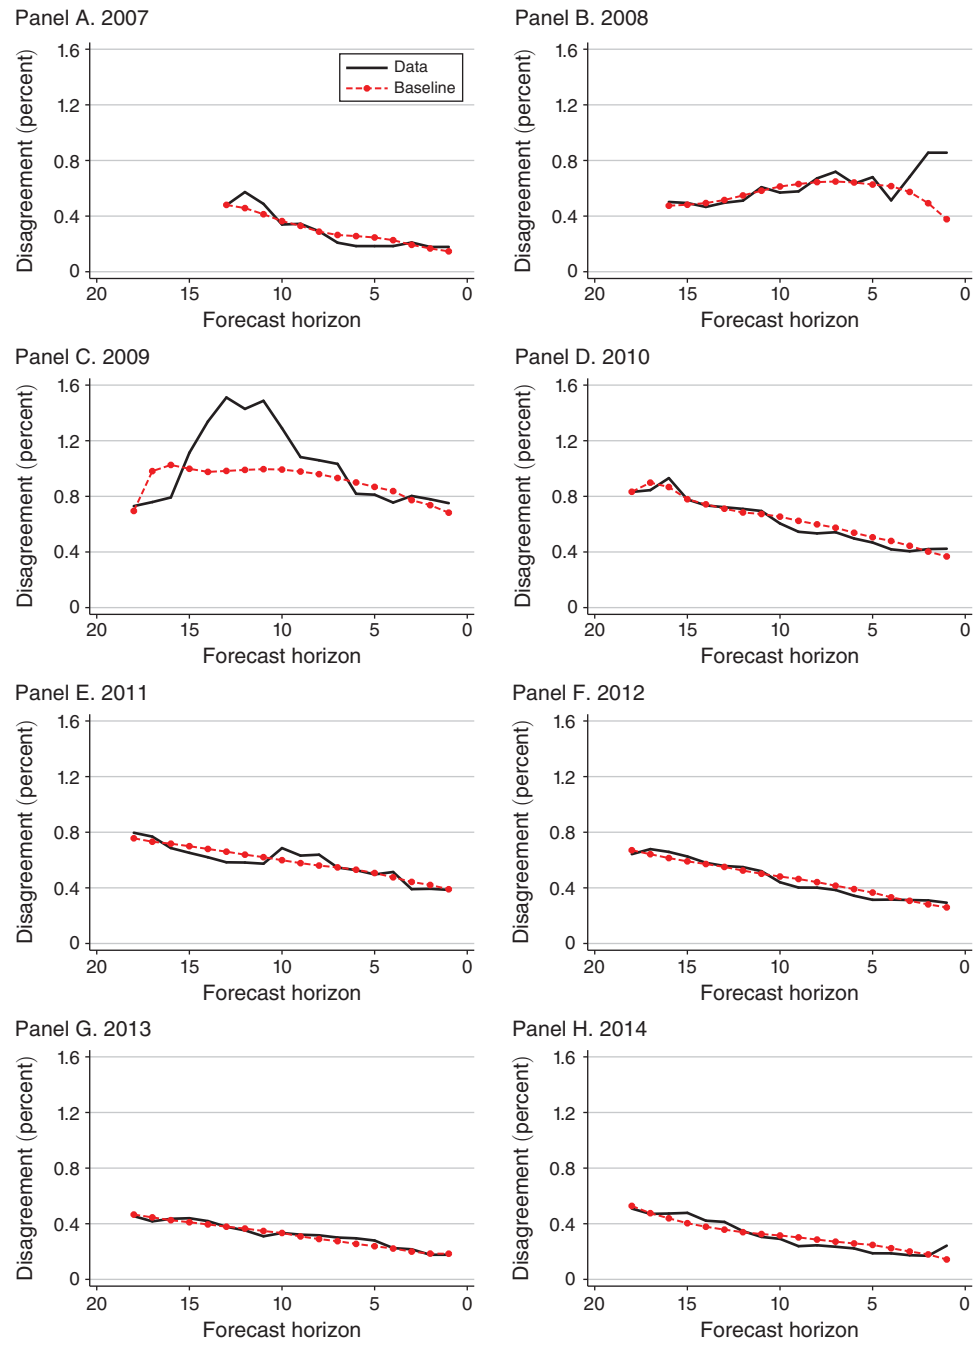 Panel A. 2007
Disagreement (percent)
1.6
1.2
0.8
0.4
0
Data
Baseline
20 15 10 5 0
Forecast horizon
Panel B. 2008
Disagreement (percent)
1.6
1.2
0.8
0.4
0
20 15 10 5 0
Forecast horizon
Panel C. 2009
Disagreement (percent)
1.6
1.2
0.8
0.4
0
20 15 10 5 0
Forecast horizon
Panel D. 2010
Disagreement (percent)
1.6
1.2
0.8
0.4
0
20 15 10 5 0
Forecast horizon
Panel E. 2011
Disagreement (percent)
1.6
1.2
0.8
0.4
0
20 15 10 5 0
Forecast horizon
Panel F. 2012
Disagreement (percent)
1.6
1.2
0.8
0.4
0
20 15 10 5 0
Forecast horizon
Panel G. 2013
Disagreement (percent)
1.6
1.2
0.8
0.4
0
20 15 10 5 0
Forecast horizon
Panel H. 2014
Disagreement (percent)
1.6
1.2
0.8
0.4
0
20 15 10 5 0
Forecast horizon